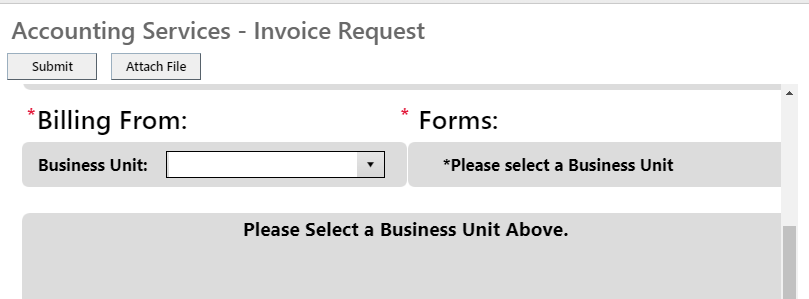 Accounting Services - Invoice Request
Submit Attach File
*Billing From: * Forms:
Business Unit: *Please select a Business Unit
Please Select a Business Unit Above.